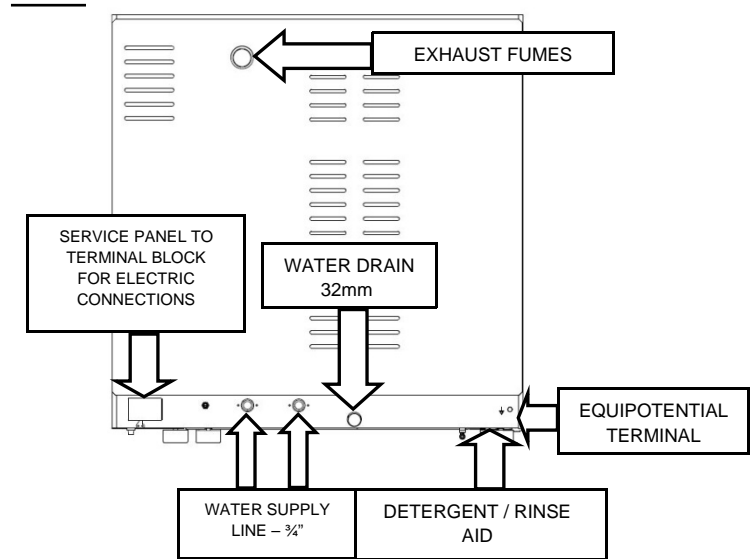 EXHAUST FUMES
SERVICE PANEL TO
TERMINAL BLOCK
FOR ELECTRIC
CONNECTIONS
WATER DRAIN
32mm
EQUIPOTENTIAL
TERMINAL
WATER SUPPLY
LINE – ¾”
DETERGENT / RINSE
AID